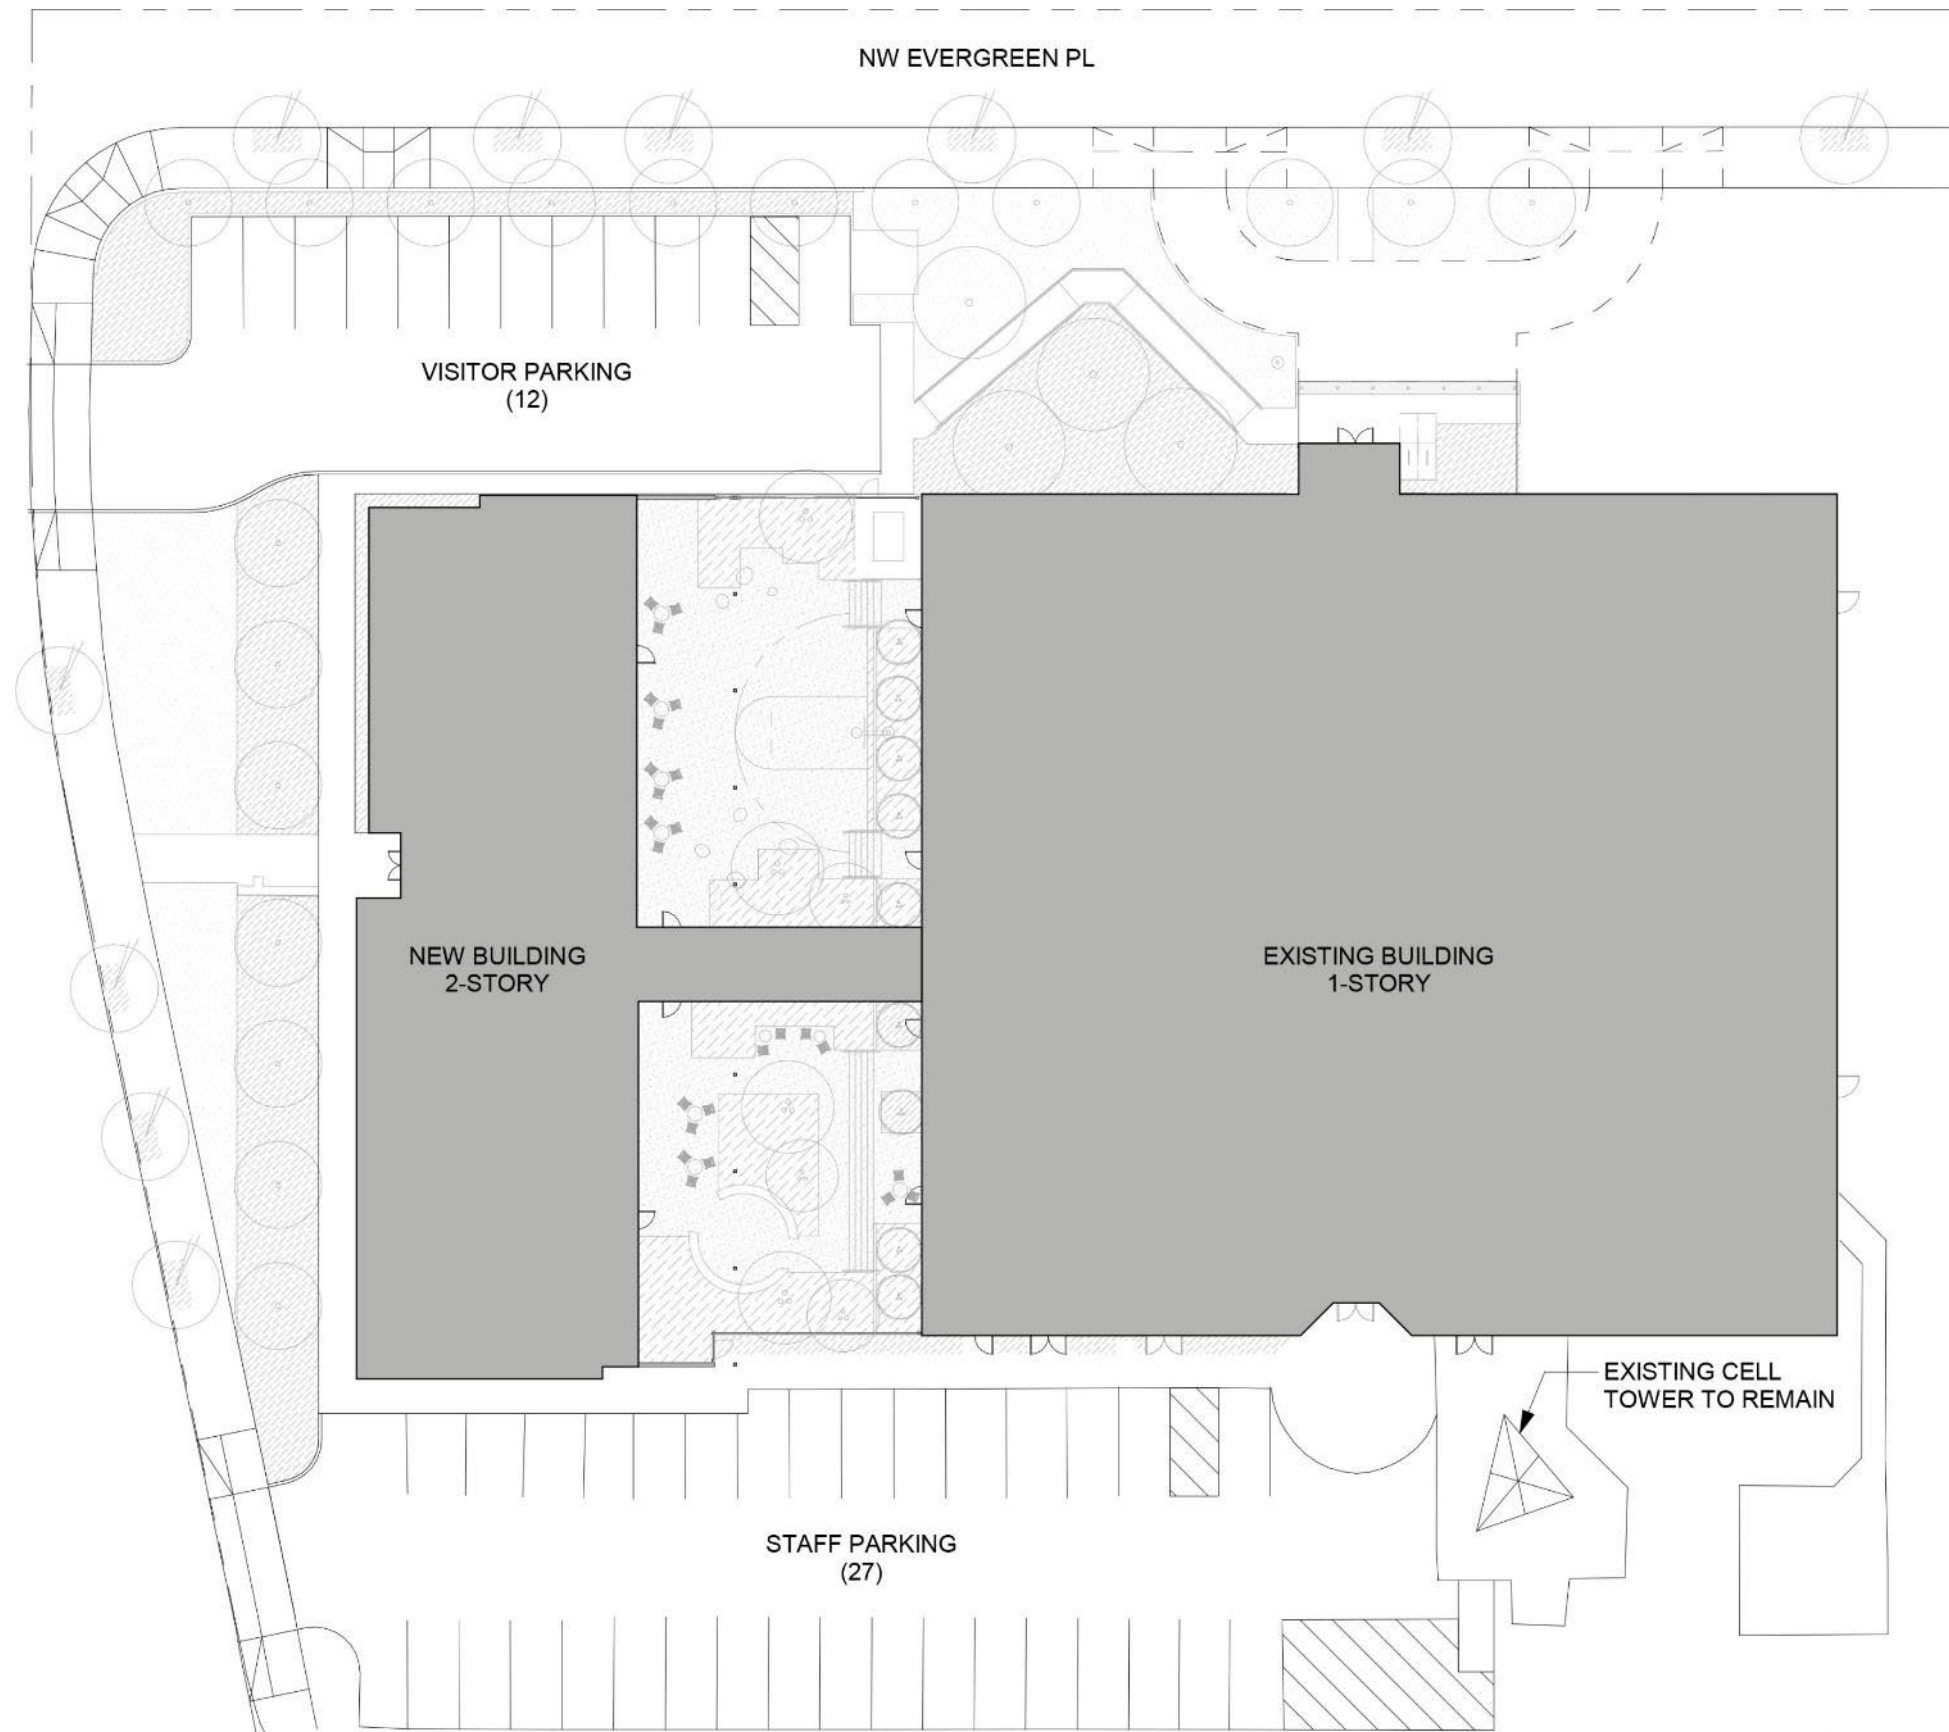 NW EVERGREEN PL
VISITOR PARKING
(12)
NEW BUILDING
2-STORY
EXISTING BUILDING
1-STORY
EXISTING CELL
TOWER TO REMAIN
STAFF PARKING
(27)